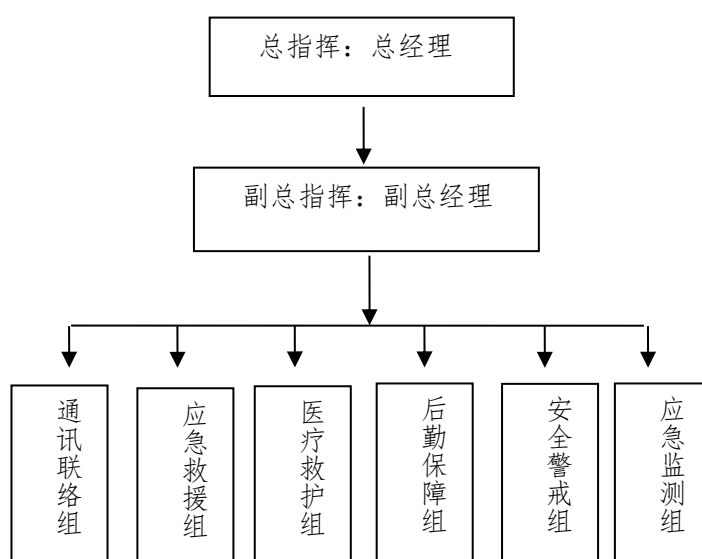 总指挥：总经理
副总指挥：副总经理
通讯联络组
应急救援组
医疗救护组
后勤保障组
安全警戒组
应急监测组